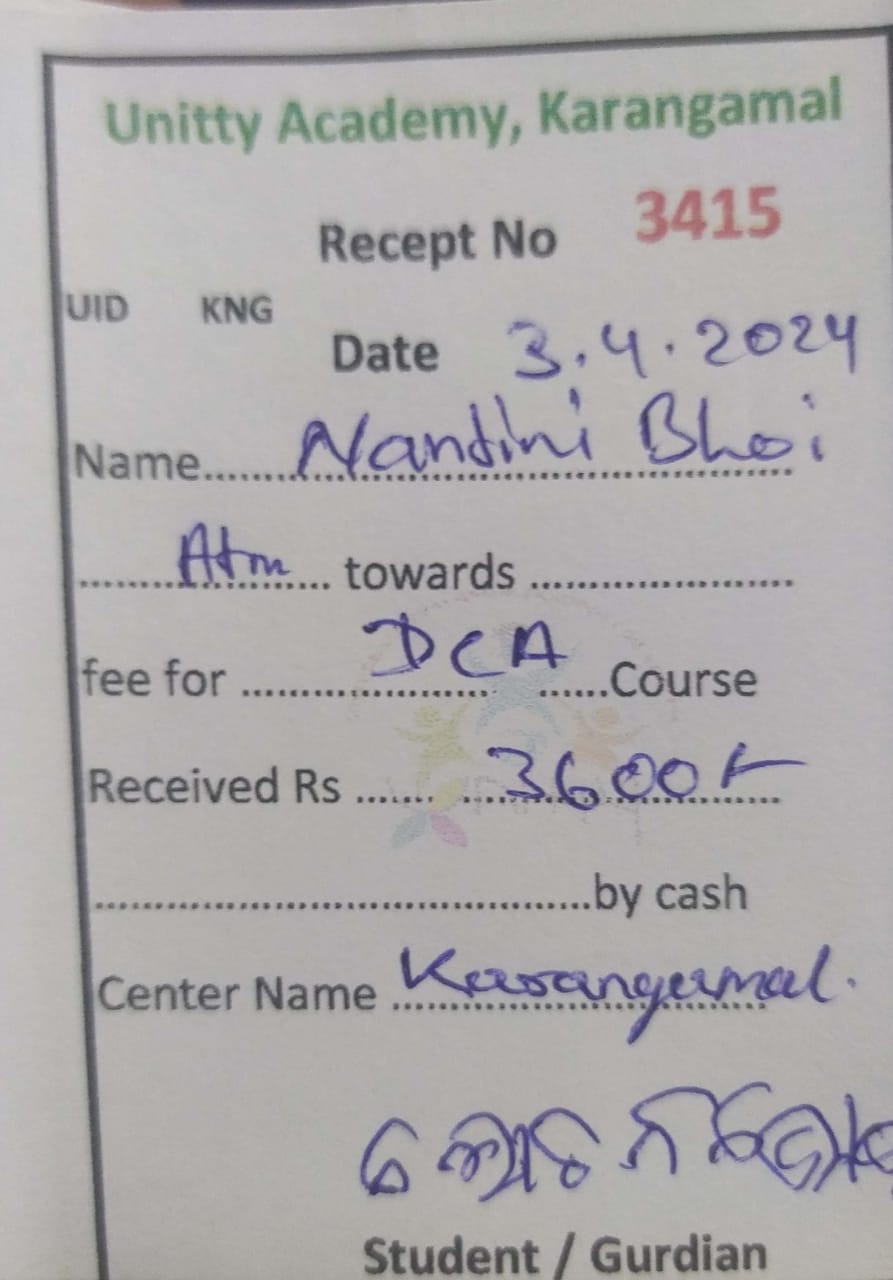 Unitty Academy, Karangamal
Recept No 3415
UID KNG
Date 3.4.2024
Name....... Nandini Bhoi
......... Atm ......... towards .......................
fee for ........ DCA ........Course
Received Rs ....... 3600/-
...........................................by cash
Center Name Karangamal.
Student / Gurdian